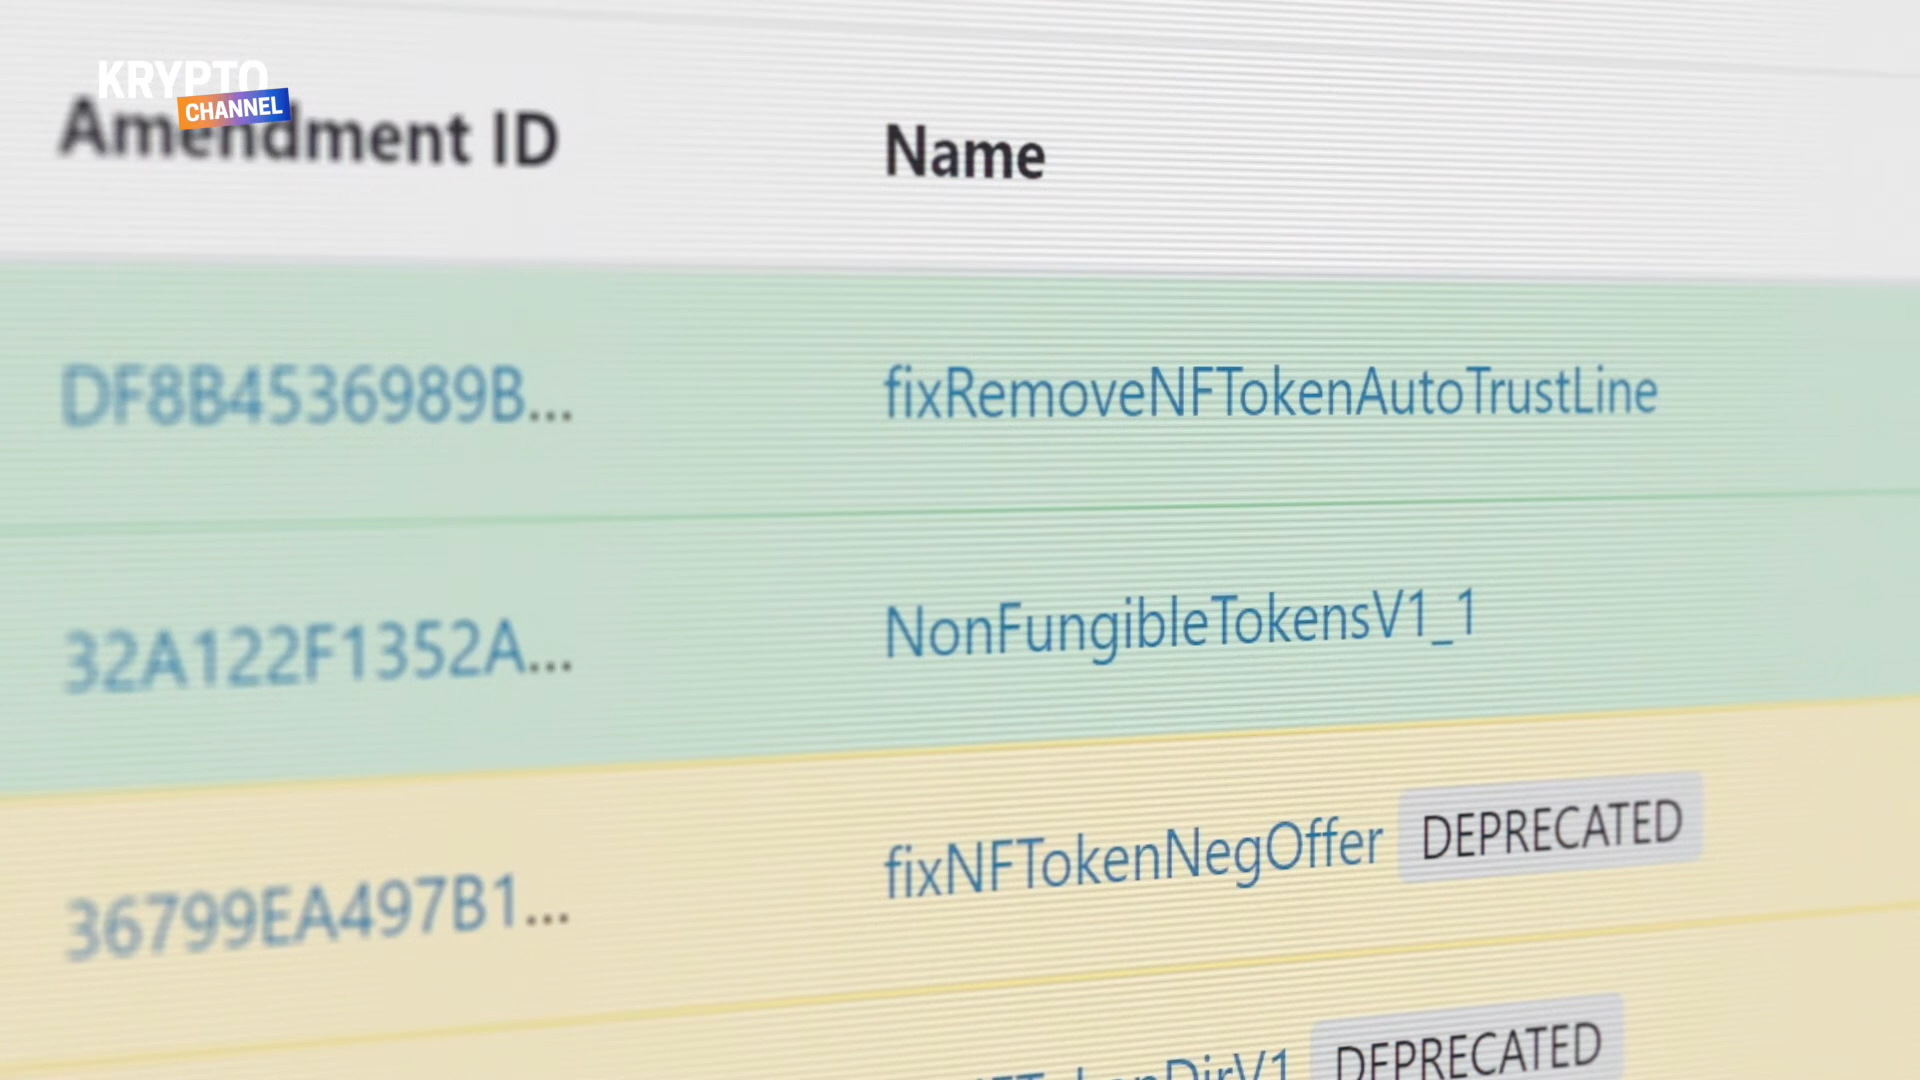 KRYPTO
CHANNEL
Amendment ID Name
DF8B4536989B... fixRemoveNFTokenAutoTrustLine
32A122F1352A... NonFungibleTokensV1_1
36799EA497B1... fixNFTokenNegOffer DEPRECATED
DEPRECATED